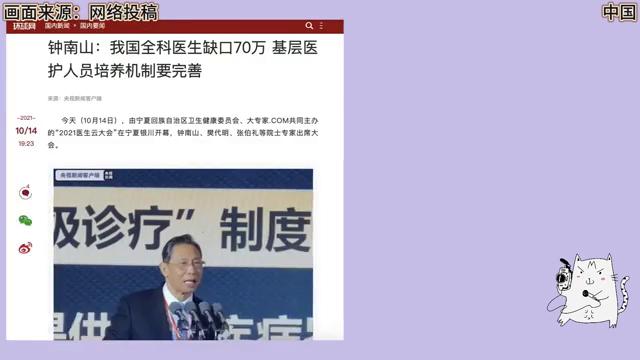 画面来源：网络投稿
中国
环球网 国内新闻 > 国内要闻
钟南山：我国全科医生缺口70万 基层医
护人员培养机制要完善
来源：央视新闻客户端
-2021-
10/14
19:23
今天（10月14日），由宁夏回族自治区卫生健康委员会、大专家.COM共同主办
的“2021医生云大会”在宁夏银川开幕，钟南山、樊代明、张伯礼等院士专家出席大
会。
4
央视新闻客户端
级诊疗”制度
提供
疾病